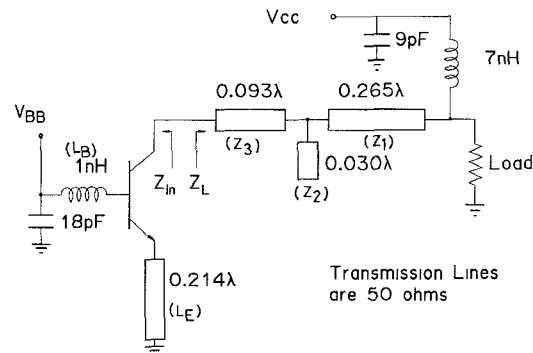 Vcc
9pF
7nH
0.093λ
0.265λ
VBB
(Z3)
(Z1)
(LB)
1nH
Zin
ZL
0.030λ
(Z2)
Load
18pF
0.214λ
(LE)
Transmission Lines
are 50 ohms